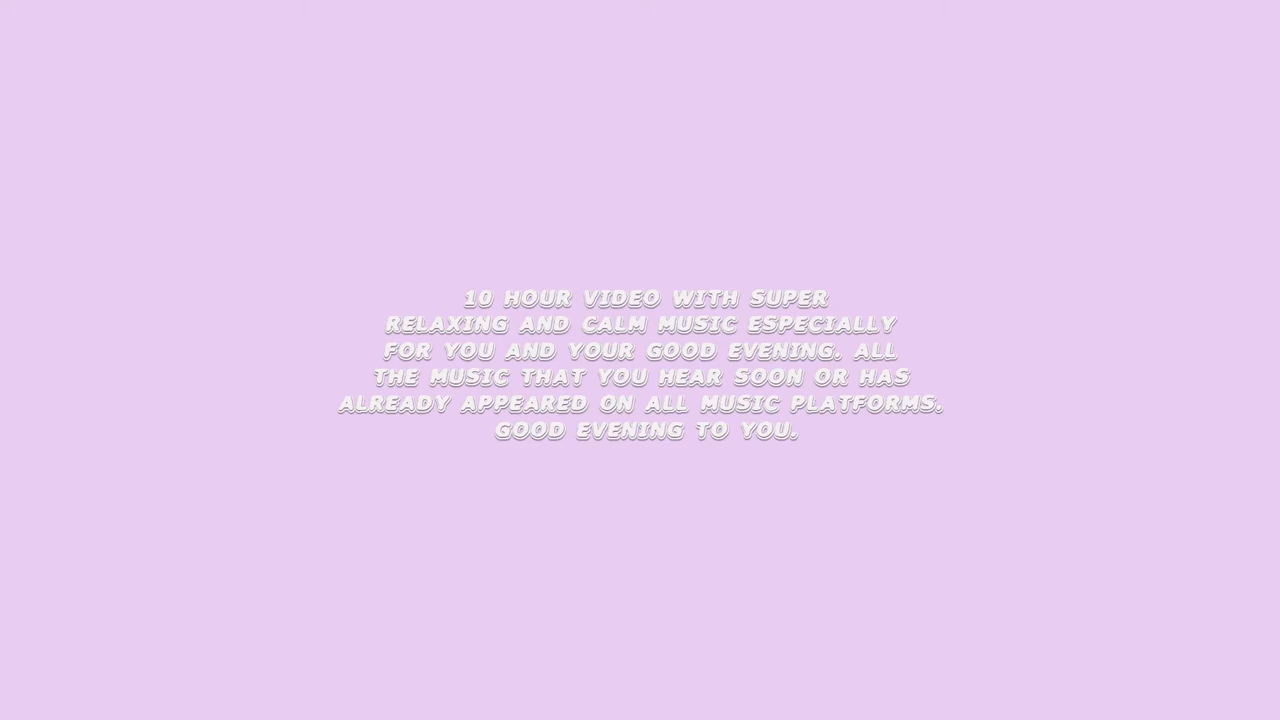 10 HOUR VIDEO WITH SUPER
RELAXING AND CALM MUSIC ESPECIALLY
FOR YOU AND YOUR GOOD EVENING. ALL
THE MUSIC THAT YOU HEAR SOON OR HAS
ALREADY APPEARED ON ALL MUSIC PLATFORMS.
GOOD EVENING TO YOU.